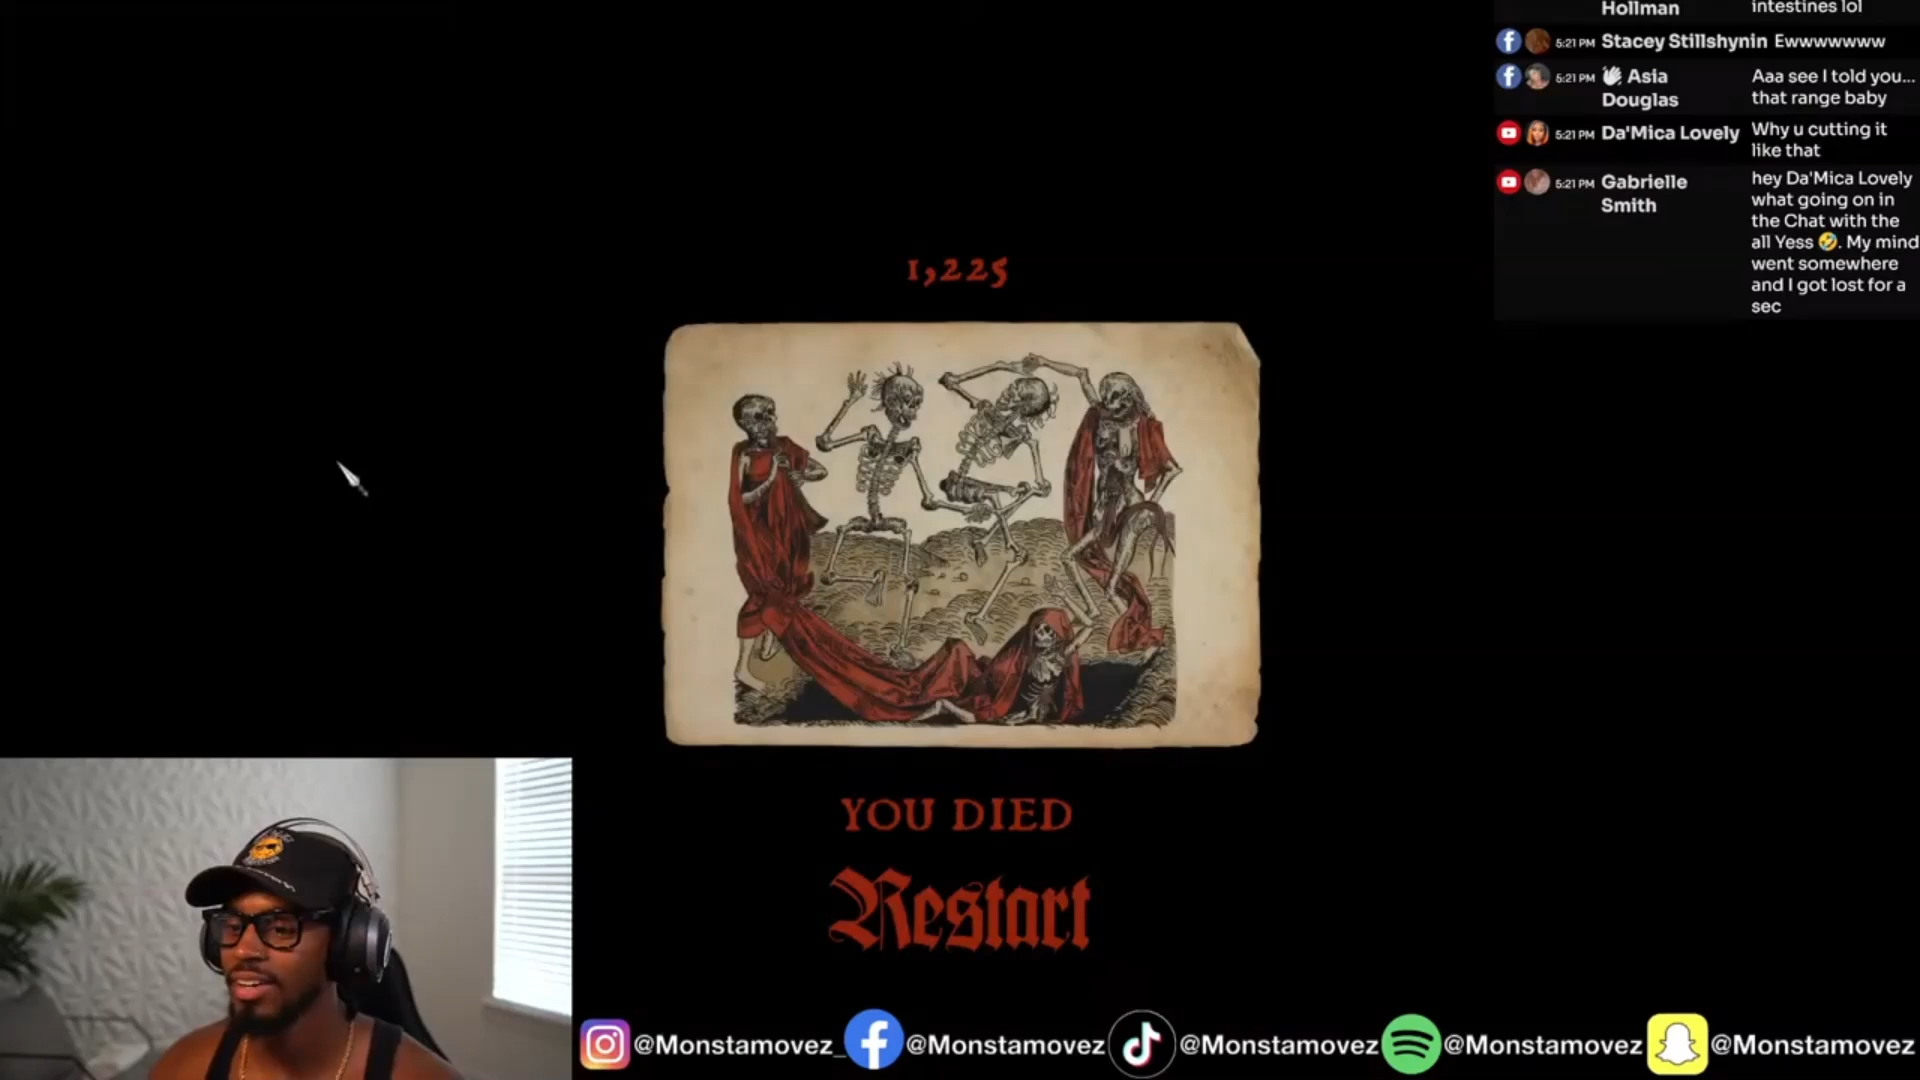 Hollman
intestines lol
5:21 PM Stacey Stillshynin Ewwwwwww
5:21 PM 👋 Asia
Douglas
Aaa see I told you...
that range baby
5:21 PM Da'Mica Lovely
Why u cutting it
like that
5:21 PM Gabrielle
Smith
hey Da'Mica Lovely
what going on in
the Chat with the
all Yess 🤣. My mind
went somewhere
and I got lost for a
sec
1,225
YOU DIED
Restart
@Monstamovez_ @Monstamovez @Monstamovez @Monstamovez @Monstamovez